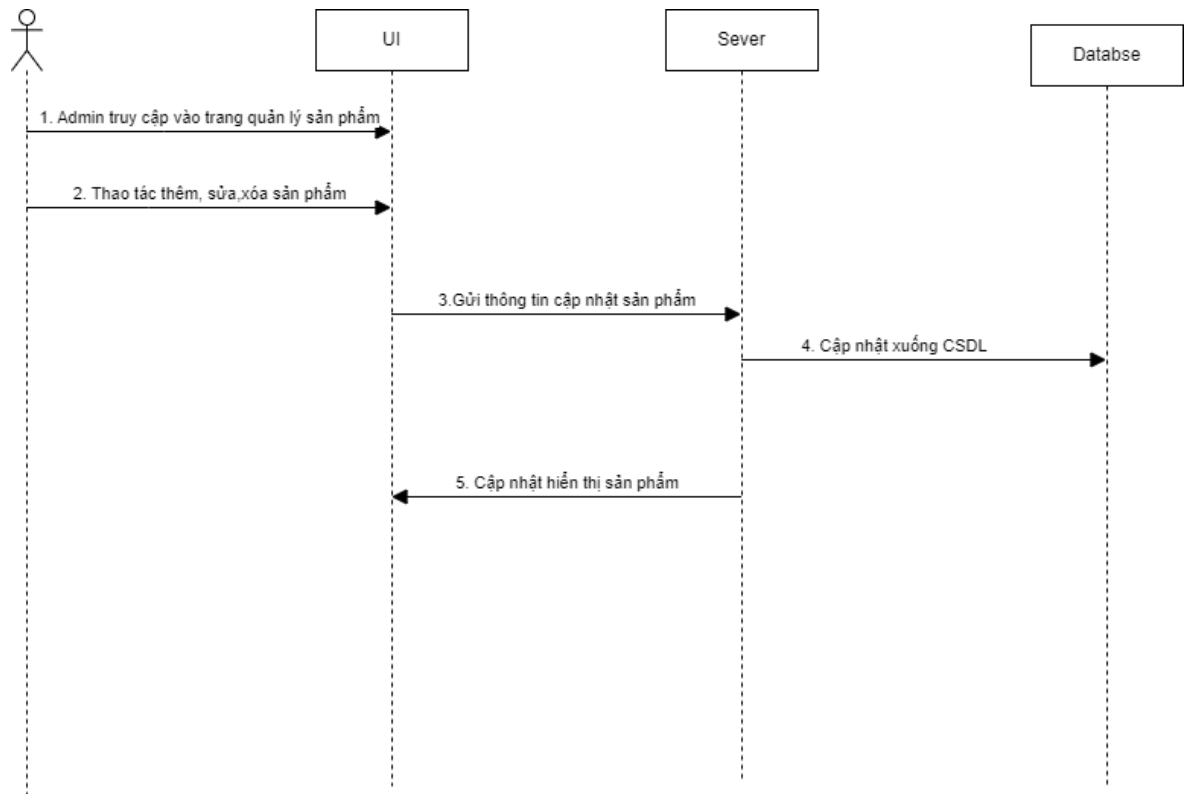 UI
Sever
Databse
1. Admin truy cập vào trang quản lý sản phẩm
2. Thao tác thêm, sửa,xóa sản phẩm
3.Gửi thông tin cập nhật sản phẩm
4. Cập nhật xuống CSDL
5. Cập nhật hiển thị sản phẩm